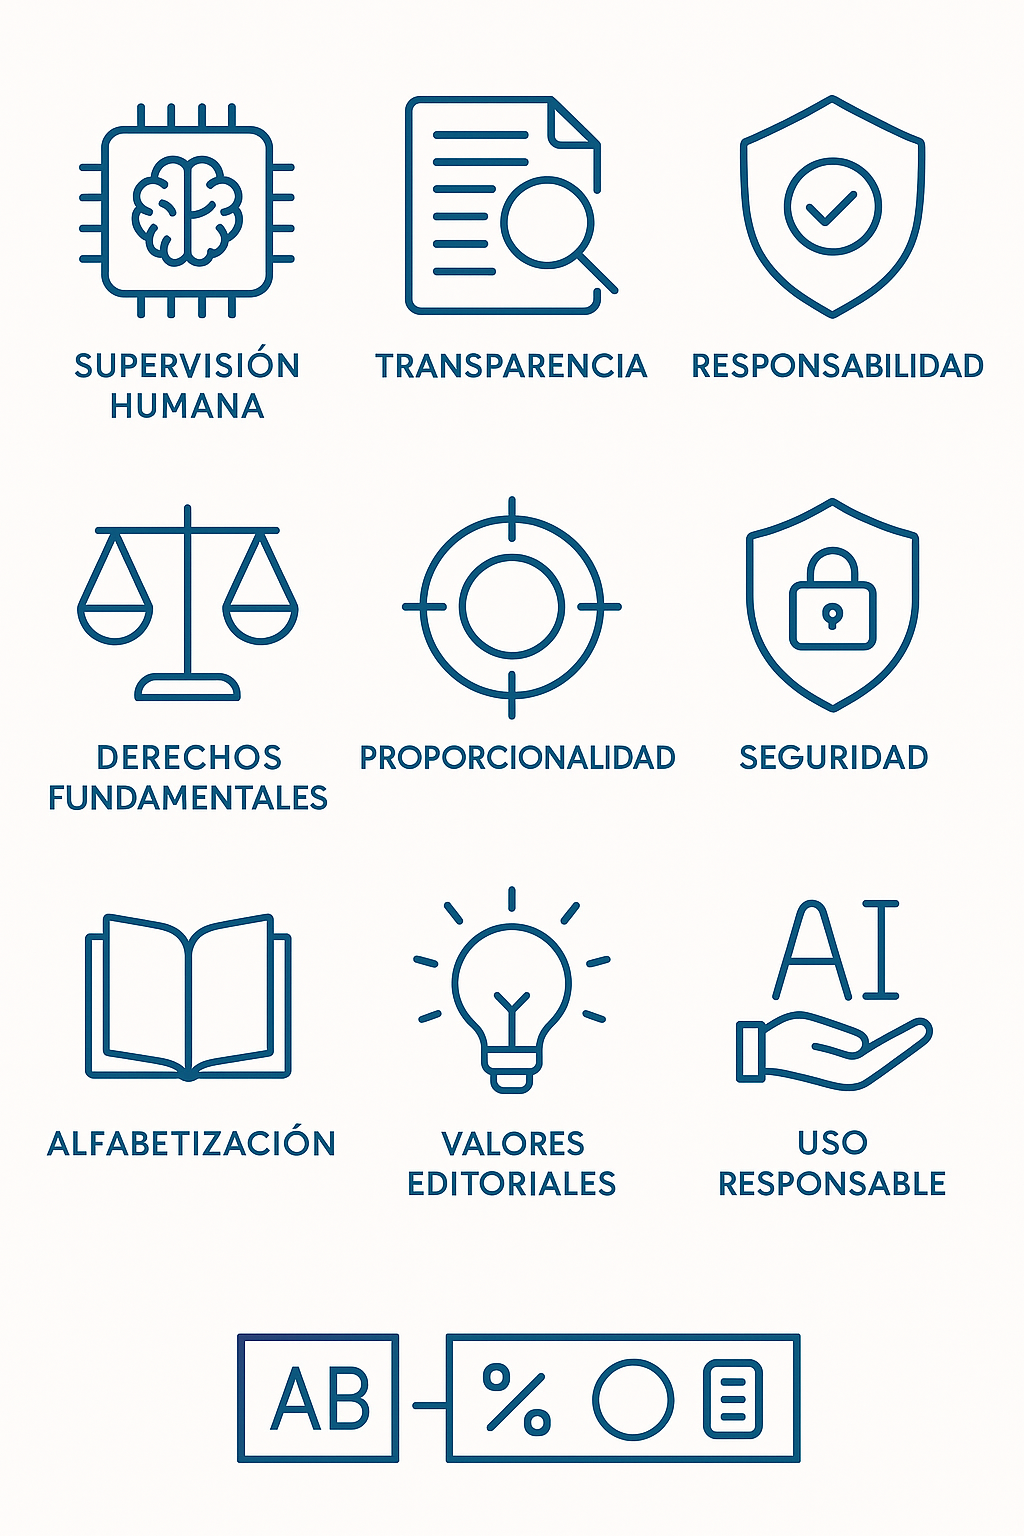 SUPERVISIÓN
HUMANA
TRANSPARENCIA
RESPONSABILIDAD
DERECHOS
FUNDAMENTALES
PROPORCIONALIDAD
SEGURIDAD
ALFABETIZACIÓN
VALORES
EDITORIALES
AI
USO
RESPONSABLE
AB
%